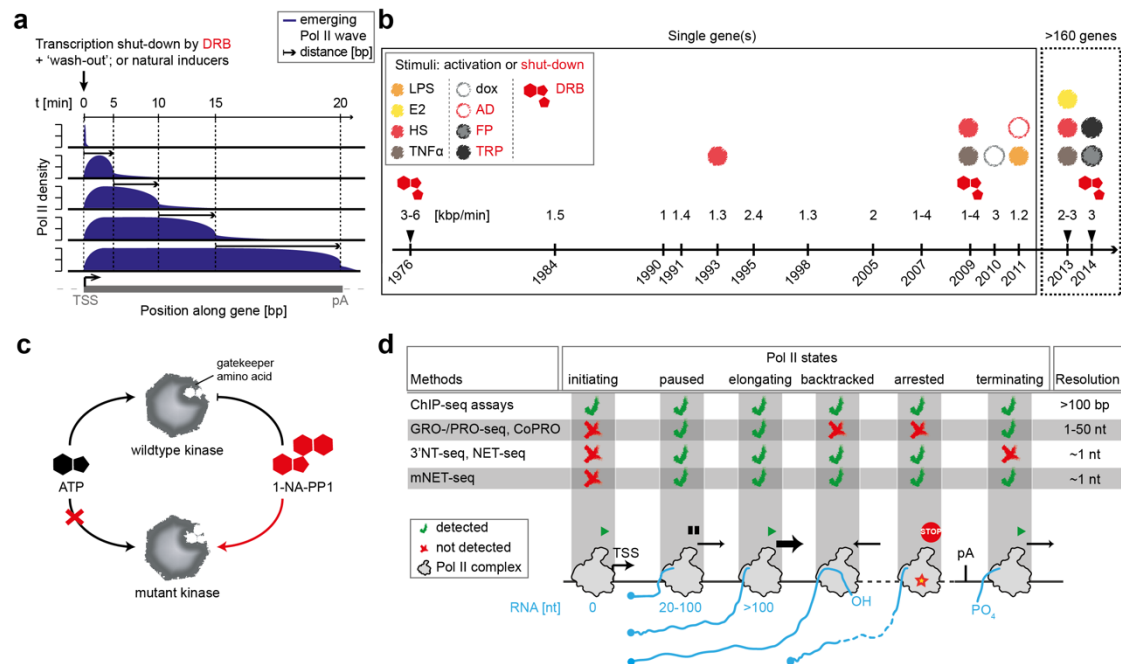 a
Transcription shut-down by DRB
+ ‘wash-out’; or natural inducers
emerging
Pol II wave
distance [bp]
t [min]
0 5 10 15 20
Pol II density
TSS
pA
Position along gene [bp]
b
Single gene(s)
>160 genes
Stimuli: activation or shut-down
LPS
E2
HS
TNFα
dox
AD
FP
TRP
DRB
3-6 [kbp/min] 1.5 1 1.4 1.3 2.4 1.3 2 1-4 1-4 3 1.2 2-3 3
1976 1984 1990 1991 1993 1995 1998 2005 2007 2009 2010 2011 2013 2014
c
gatekeeper
amino acid
wildtype kinase
ATP
1-NA-PP1
mutant kinase
d
Pol II states
Methods initiating paused elongating backtracked arrested terminating Resolution
ChIP-seq assays >100 bp
GRO-/PRO-seq, CoPRO 1-50 nt
3’NT-seq, NET-seq ~1 nt
mNET-seq ~1 nt
detected
not detected
Pol II complex
TSS
STOP
pA
RNA [nt] 0 20-100 >100
OH
PO4